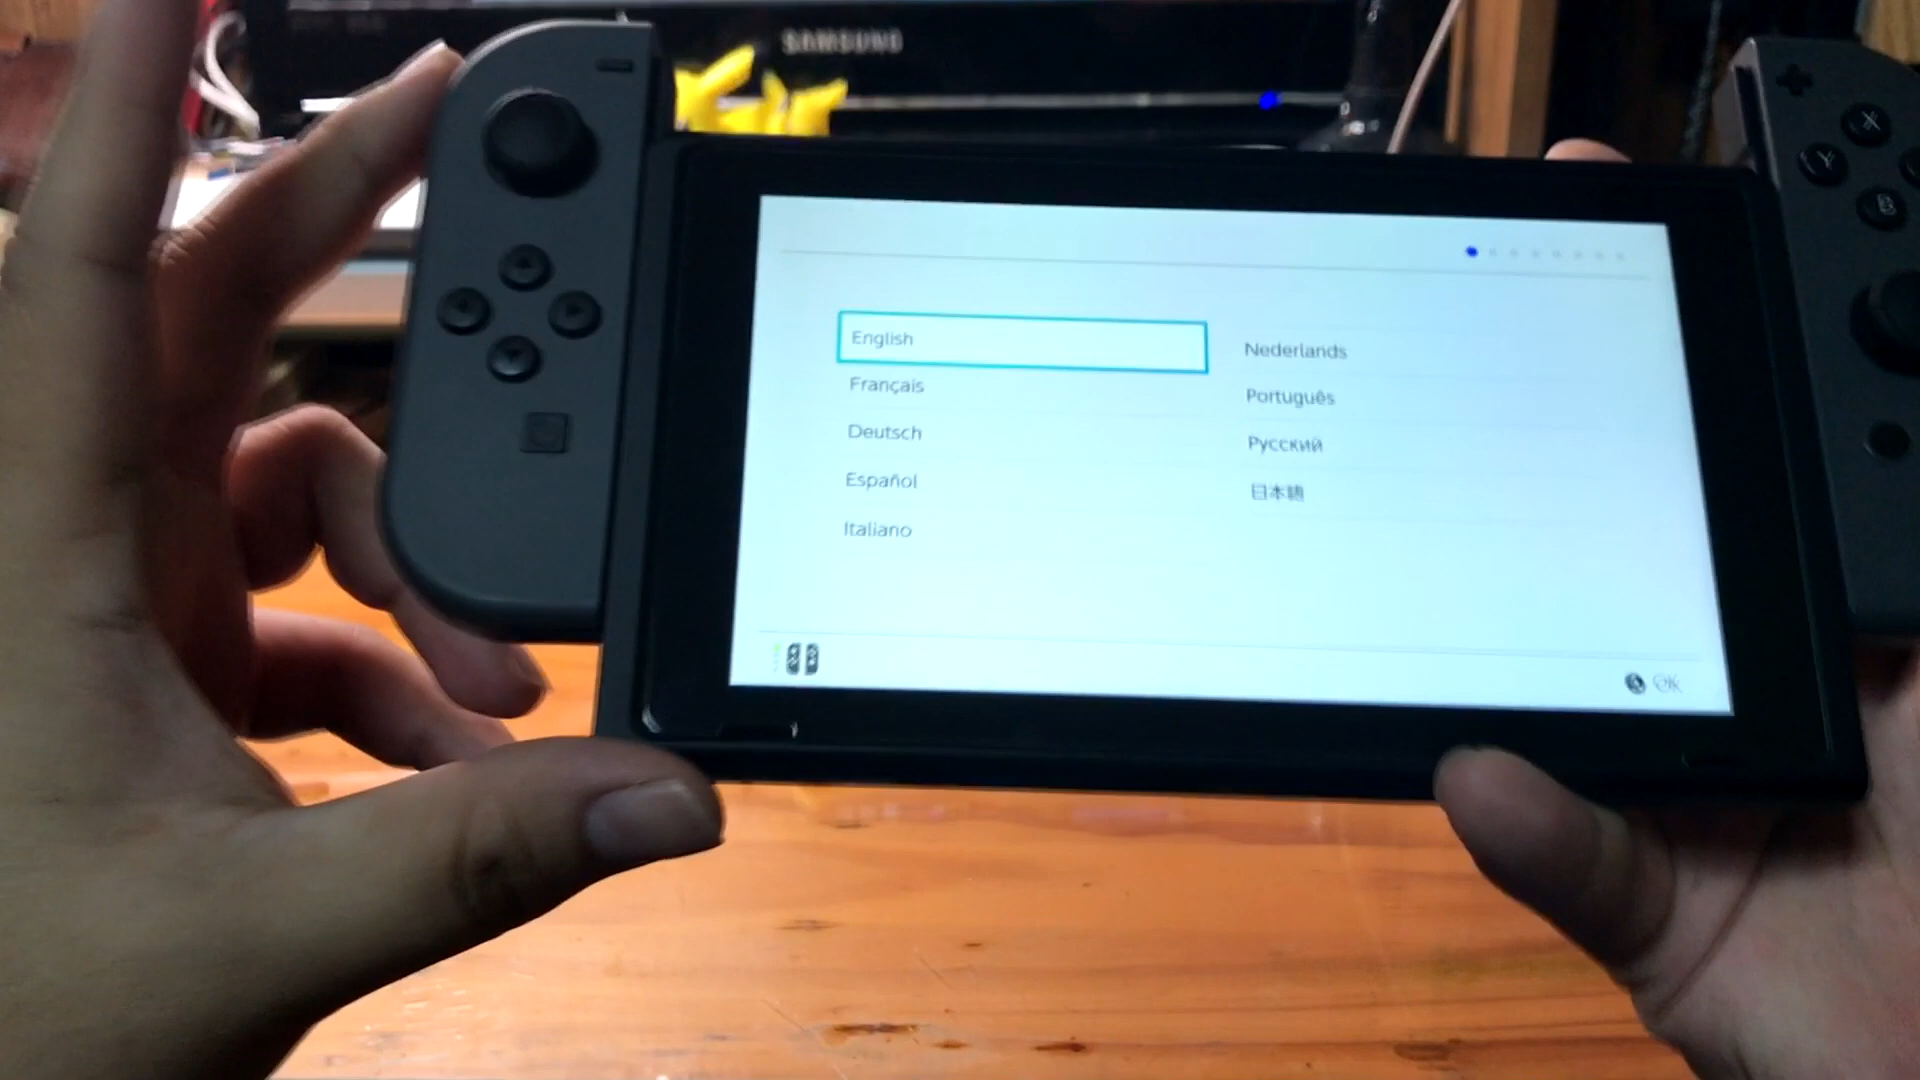 SAMSUNG
X
Y
B
English
Français
Deutsch
Español
Italiano
Nederlands
Português
Русский
日本語
OK